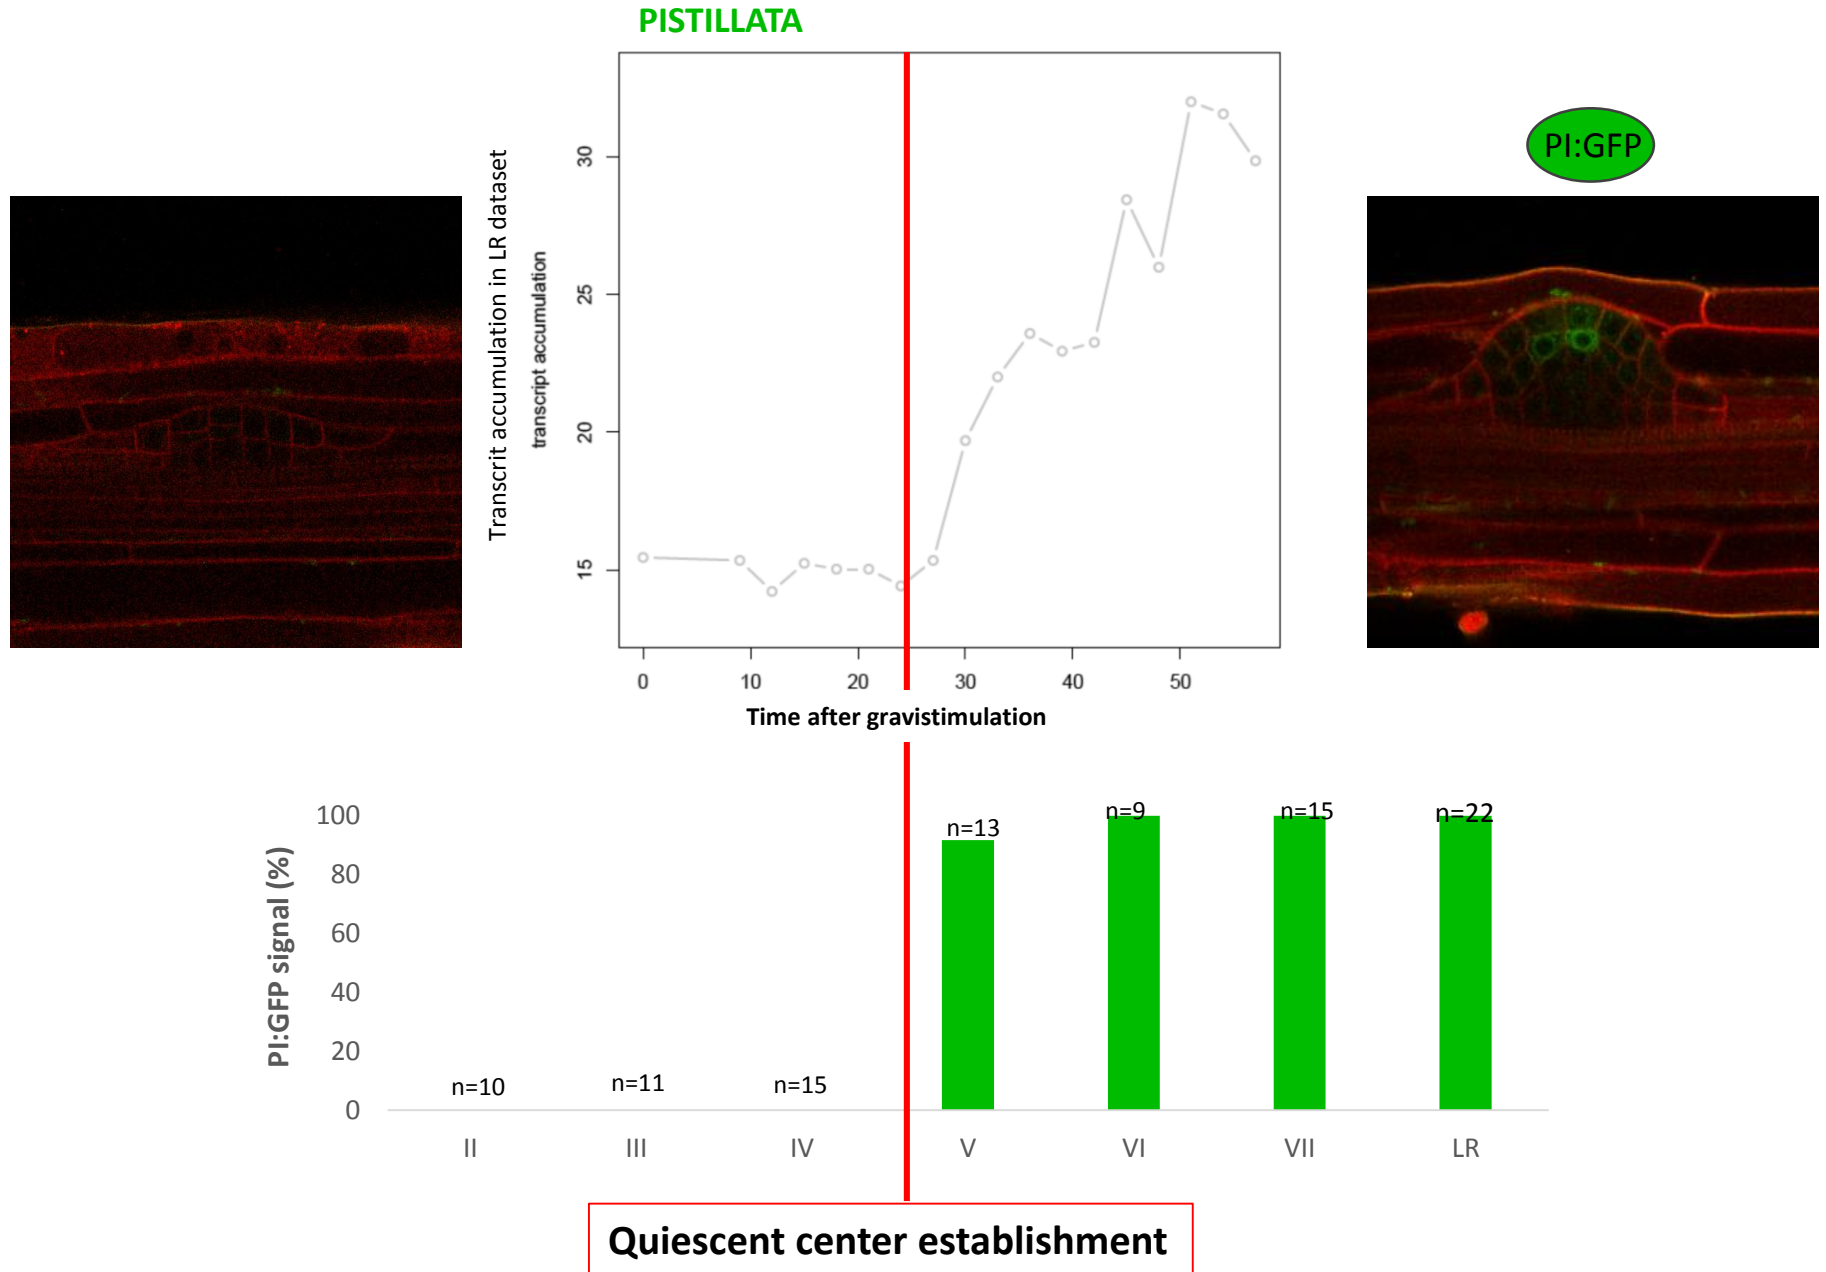 PISTILLATA
Transcrit accumulation in LR dataset
transcript accumulation
30
25
20
15
0 10 20 30 40 50
Time after gravistimulation
PI:GFP
PI:GFP signal (%)
100
80
60
40
20
0
n=10 n=11 n=15 n=13 n=9 n=15 n=22
II III IV V VI VII LR
Quiescent center establishment